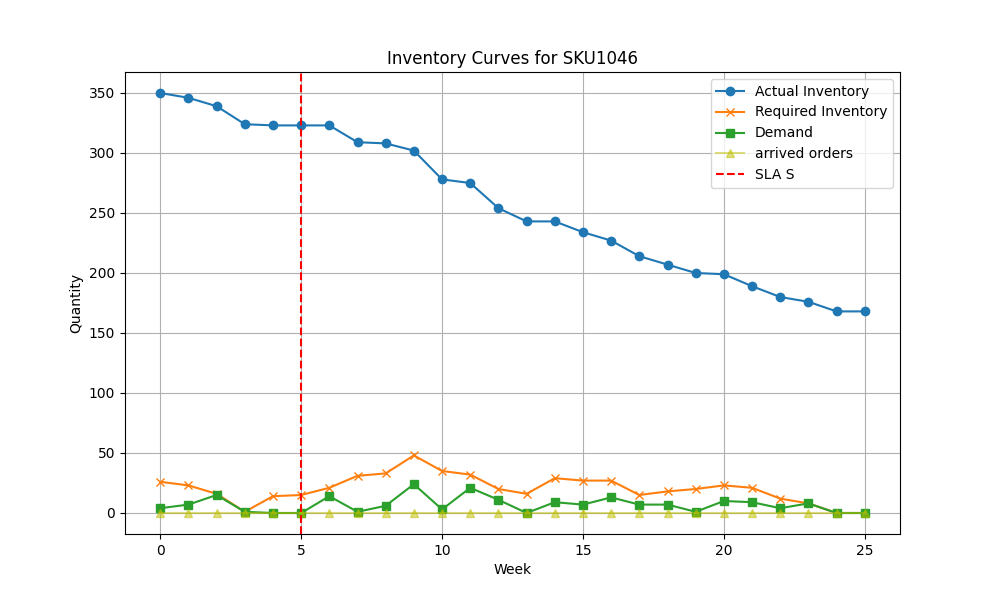 Inventory Curves for SKU1046
Actual Inventory
Required Inventory
Demand
arrived orders
SLA S
Quantity
350
300
250
200
150
100
50
0
0 5 10 15 20 25
Week